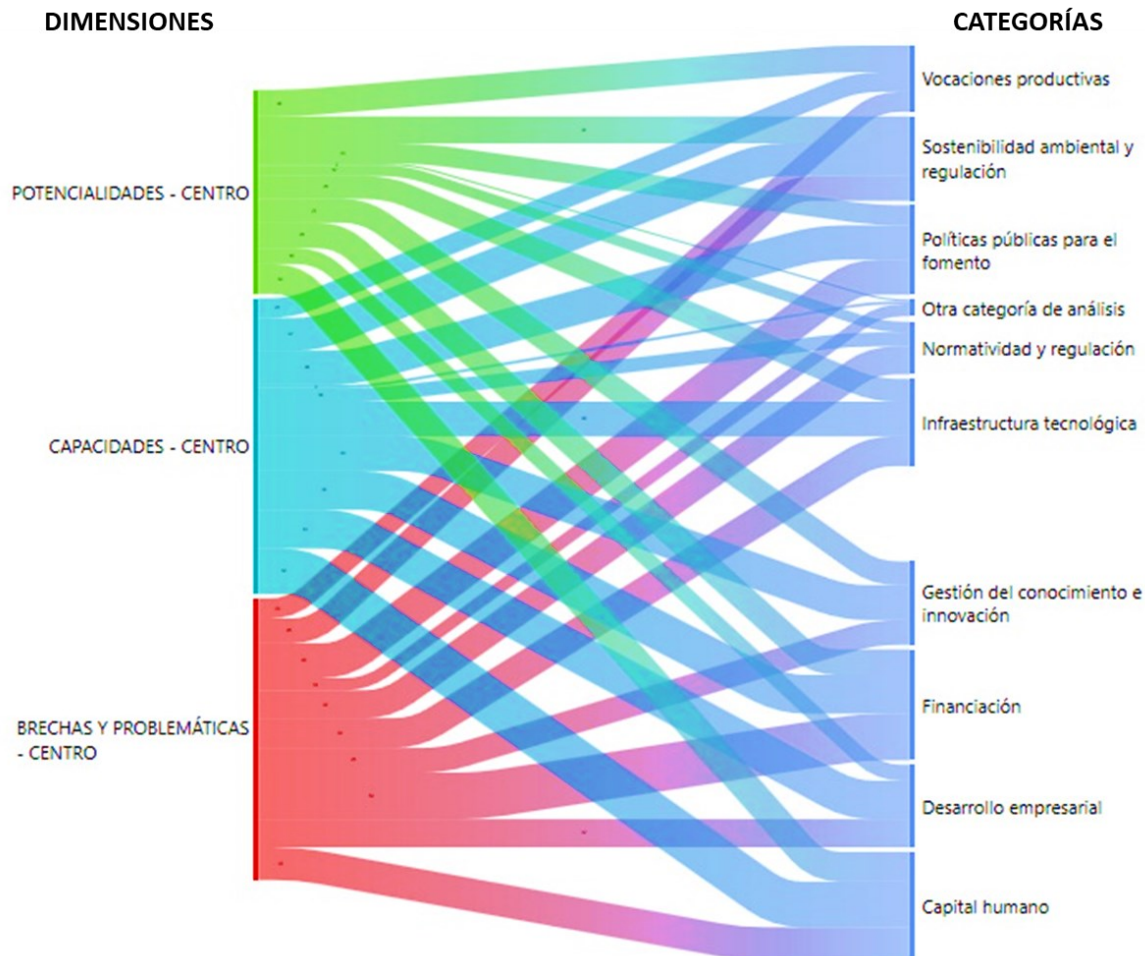 DIMENSIONES
CATEGORÍAS
POTENCIALIDADES - CENTRO
CAPACIDADES - CENTRO
BRECHAS Y PROBLEMÁTICAS
- CENTRO
Vocaciones productivas
Sostenibilidad ambiental y
regulación
Políticas públicas para el
fomento
Otra categoría de análisis
Normatividad y regulación
Infraestructura tecnológica
Gestión del conocimiento e
innovación
Financiación
Desarrollo empresarial
Capital humano